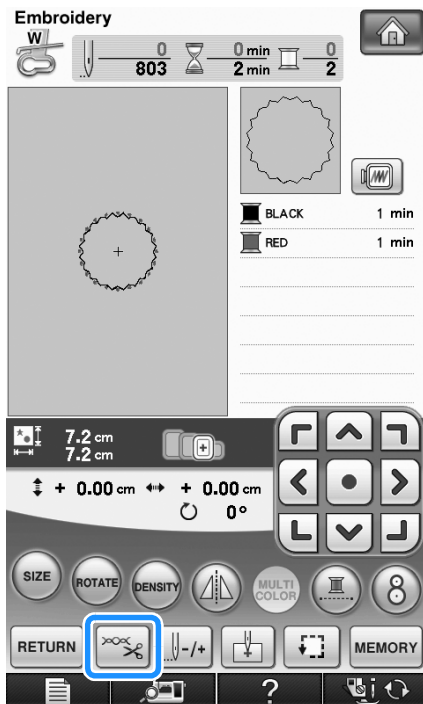 Embroidery
W
0 0 min 0
803 2 min 2
BLACK 1 min
RED 1 min
7.2 cm
7.2 cm
+ 0.00 cm + 0.00 cm
0°
SIZE ROTATE DENSITY MULTI COLOR 8
RETURN -/+ MEMORY
?